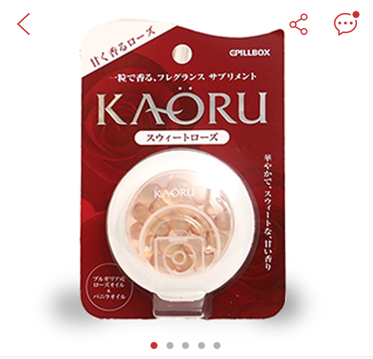 甘く香るローズ
PILLBOX
一粒で香る、フレグランス サプリメント
KAÖRU
スウィートローズ
KAORU
華やかで、スウィートな、甘い香り
ブルガリア産
ローズオイル
×
バニラオイル